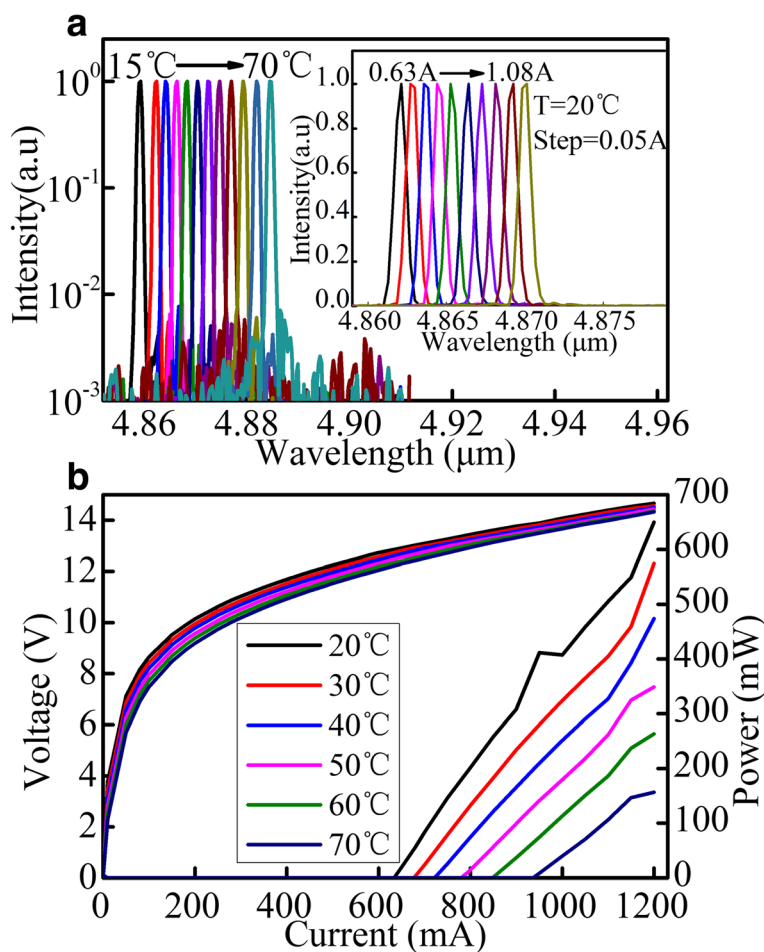 a
15℃ 70℃
10⁰
10⁻¹
10⁻²
10⁻³
Intensity(a.u)
4.86 4.88 4.90 4.92 4.94 4.96
Wavelength (μm)
0.63A 1.08A
T=20℃
Step=0.05A
1.0
0.8
0.6
0.4
0.2
0.0
Intensity(a.u)
4.860 4.865 4.870 4.875
Wavelength (μm)
b
14
12
10
8
6
4
2
0
Voltage (V)
20℃
30℃
40℃
50℃
60℃
70℃
700
600
500
400
300
200
100
0
Power (mW)
0 200 400 600 800 1000 1200
Current (mA)